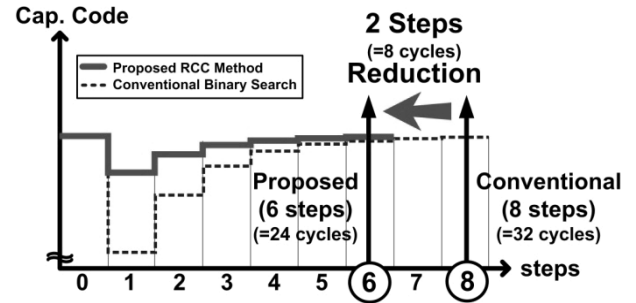 Cap. Code
2 Steps
(=8 cycles)
Reduction
Proposed RCC Method
Conventional Binary Search
Proposed
(6 steps)
(=24 cycles)
Conventional
(8 steps)
(=32 cycles)
0 1 2 3 4 5 6 7 8 steps